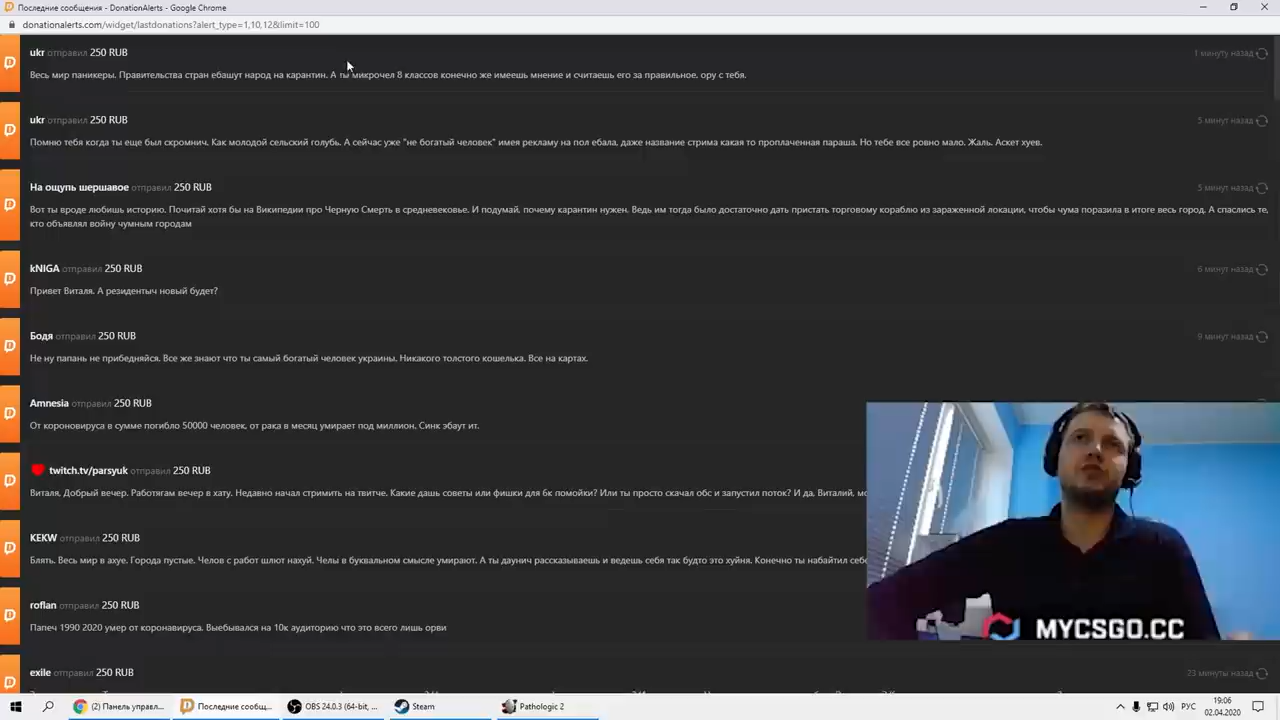 Последние сообщения - DonationAlerts - Google Chrome
donationalerts.com/widget/lastdonations?alert_type=1,10,12&limit=100
ukr отправил 250 RUB
1 минуту назад
Весь мир паникеры. Правительства стран ебашут народ на карантин. А ты микрочел 8 классов конечно же имеешь мнение и считаешь его за правильное, ору с тебя.
ukr отправил 250 RUB
5 минут назад
Помню тебя когда ты еще был скромнич. Как молодой сельский голубь. А сейчас уже "не богатый человек" имея рекламу на пол ебала, даже название стрима какая то проплаченная параша. Но тебе все ровно мало. Жаль. Аскет хуев.
На ощупь шершавое отправил 250 RUB
5 минут назад
Вот ты вроде любишь историю. Почитай хотя бы на Википедии про Черную Смерть в средневековье. И подумай, почему карантин нужен. Ведь им тогда было достаточно дать пристать торговому кораблю из зараженной локации, чтобы чума поразила в итоге весь город. А спаслись те,
кто объявлял войну чумным городам
kNIGA отправил 250 RUB
6 минут назад
Привет Виталя. А резидентыч новый будет?
Бодя отправил 250 RUB
9 минут назад
Не ну папань не прибедняйся. Все же знают что ты самый богатый человек украины. Никакого толстого кошелька. Все на картах.
Amnesia отправил 250 RUB
От короновируса в сумме погибло 50000 человек, от рака в месяц умирает под миллион. Синк эбаут ит.
twitch.tv/parsyuk отправил 250 RUB
Виталя, Добрый вечер. Работягам вечер в хату. Недавно начал стримить на твитче. Какие дашь советы или фишки для 6к помойки? Или ты просто скачал обс и запустил поток? И да, Виталий, мо
KEKW отправил 250 RUB
Блять. Весь мир в ахуе. Города пустые. Челов с работ шлют нахуй. Челы в буквальном смысле умирают. А ты даунич рассказываешь и ведешь себя так будто это хуйня. Конечно ты набайтил себе
roflan отправил 250 RUB
Папеч 1990 2020 умер от коронавируса. Выебывался на 10к аудиторию что это всего лишь орви
exile отправил 250 RUB
23 минуты назад
MYCSGO.CC
(2) Панель управл...
Последние сообщ...
OBS 24.0.3 (64-bit, ...
Steam
Pathologic 2
РУС
19:06
02.04.2020